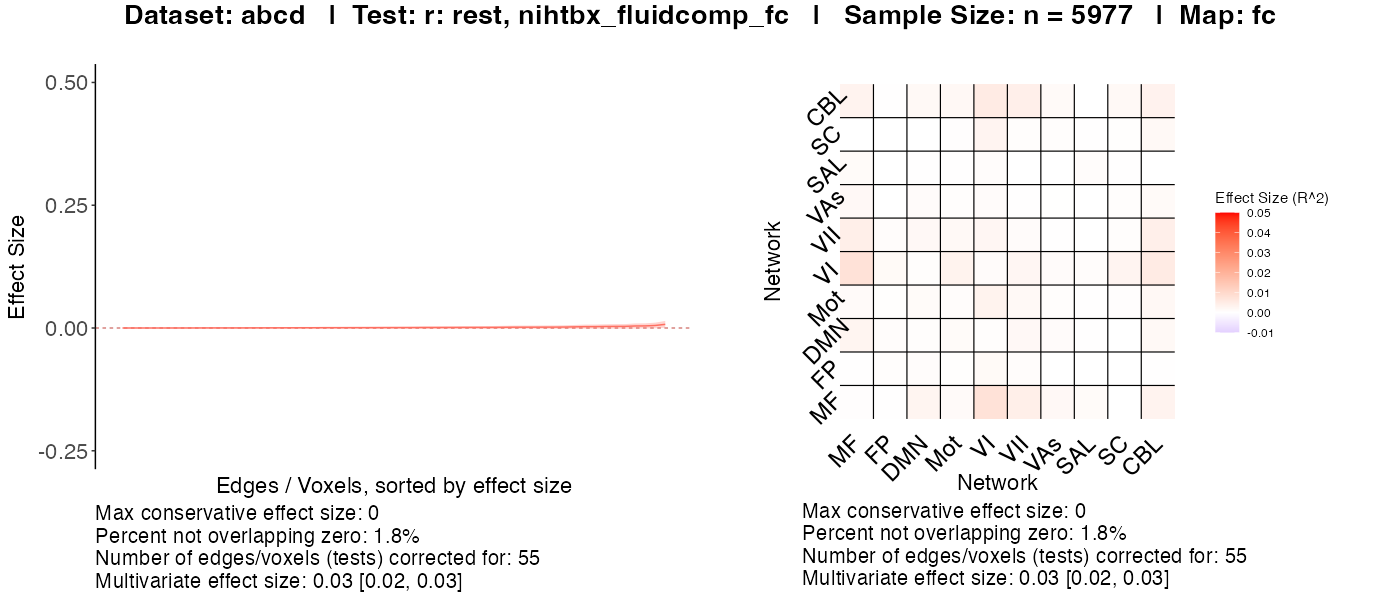 Dataset: abcd | Test: r: rest, nihtbx_fluidcomp_fc | Sample Size: n = 5977 | Map: fc
0.50
0.25
0.00
-0.25
Effect Size
Edges / Voxels, sorted by effect size
Max conservative effect size: 0
Percent not overlapping zero: 1.8%
Number of edges/voxels (tests) corrected for: 55
Multivariate effect size: 0.03 [0.02, 0.03]
Network
CBL
SC
SAL
VAs
VII
VI
Mot
DMN
FP
MF
MF
FP
DMN
Mot
VI
VII
VAs
SAL
SC
CBL
Network
Effect Size (R^2)
0.05
0.04
0.03
0.02
0.01
0.00
-0.01
Max conservative effect size: 0
Percent not overlapping zero: 1.8%
Number of edges/voxels (tests) corrected for: 55
Multivariate effect size: 0.03 [0.02, 0.03]